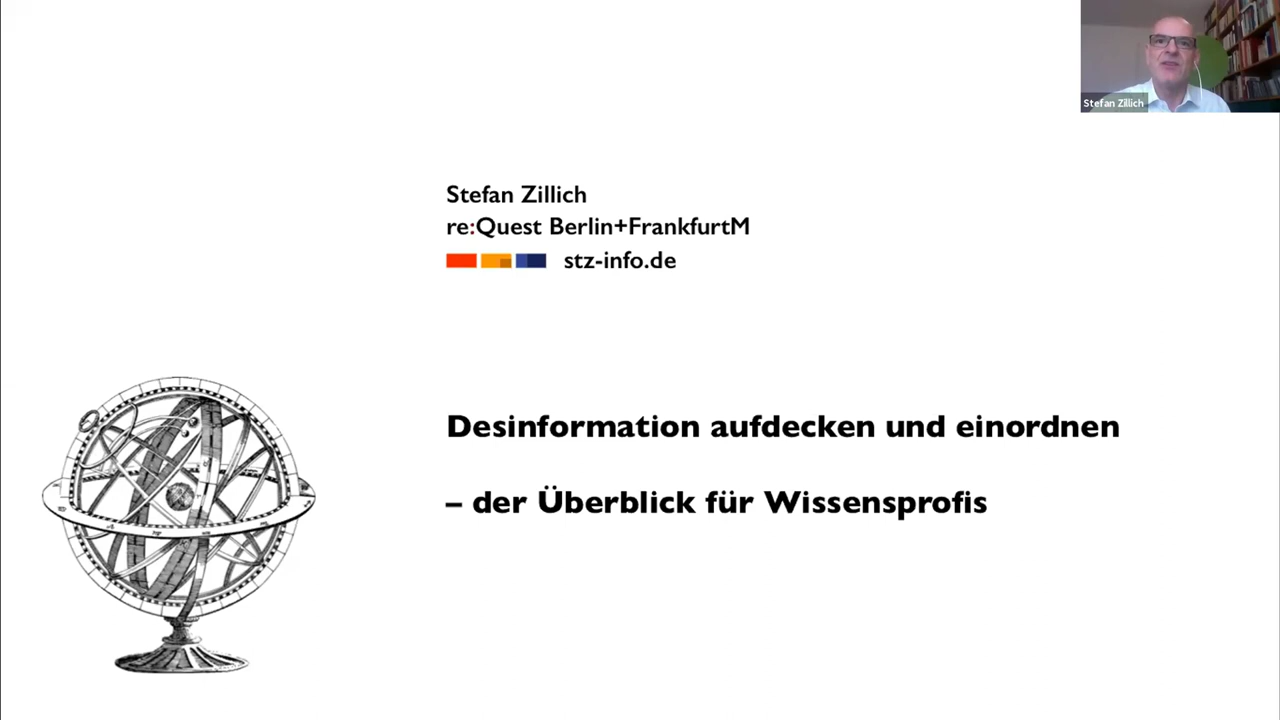 Stefan Zillich
Stefan Zillich
re:Quest Berlin+FrankfurtM
stz-info.de
Desinformation aufdecken und einordnen
– der Überblick für Wissensprofis